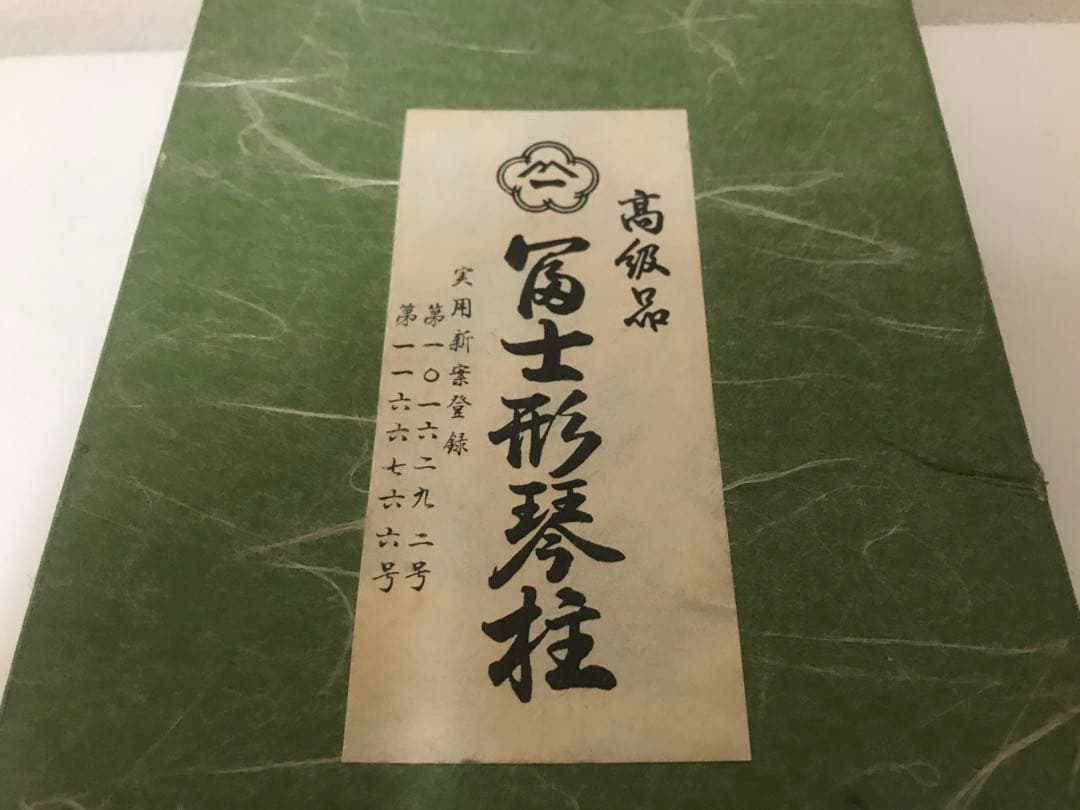 高級品
冨士形琴柱
実用新案登録
第一〇一六二九二号
第一一六六七六六号